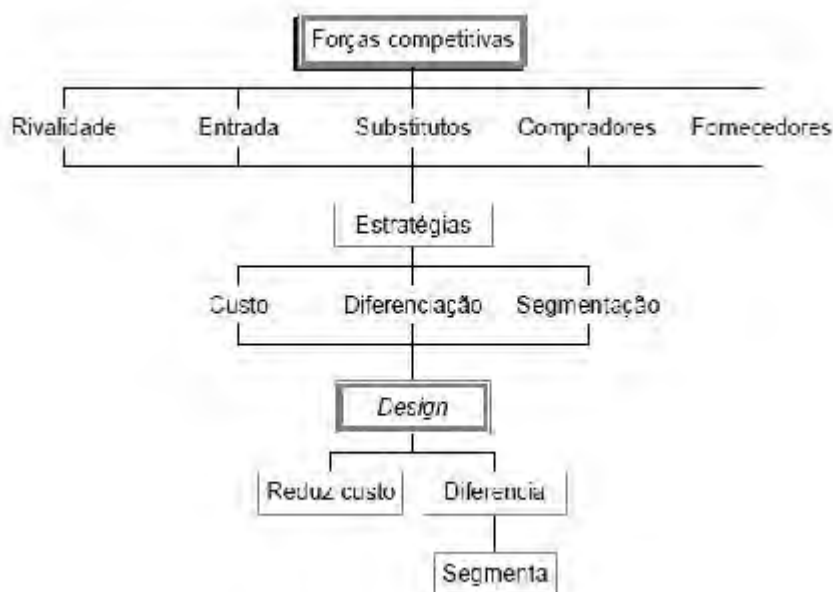 Forças competitivas
Rivalidade Entrada Substitutos Compradores Fornecedores
Estratégias
Custo Diferenciação Segmentação
Design
Reduz custo Diferencia
Segmenta